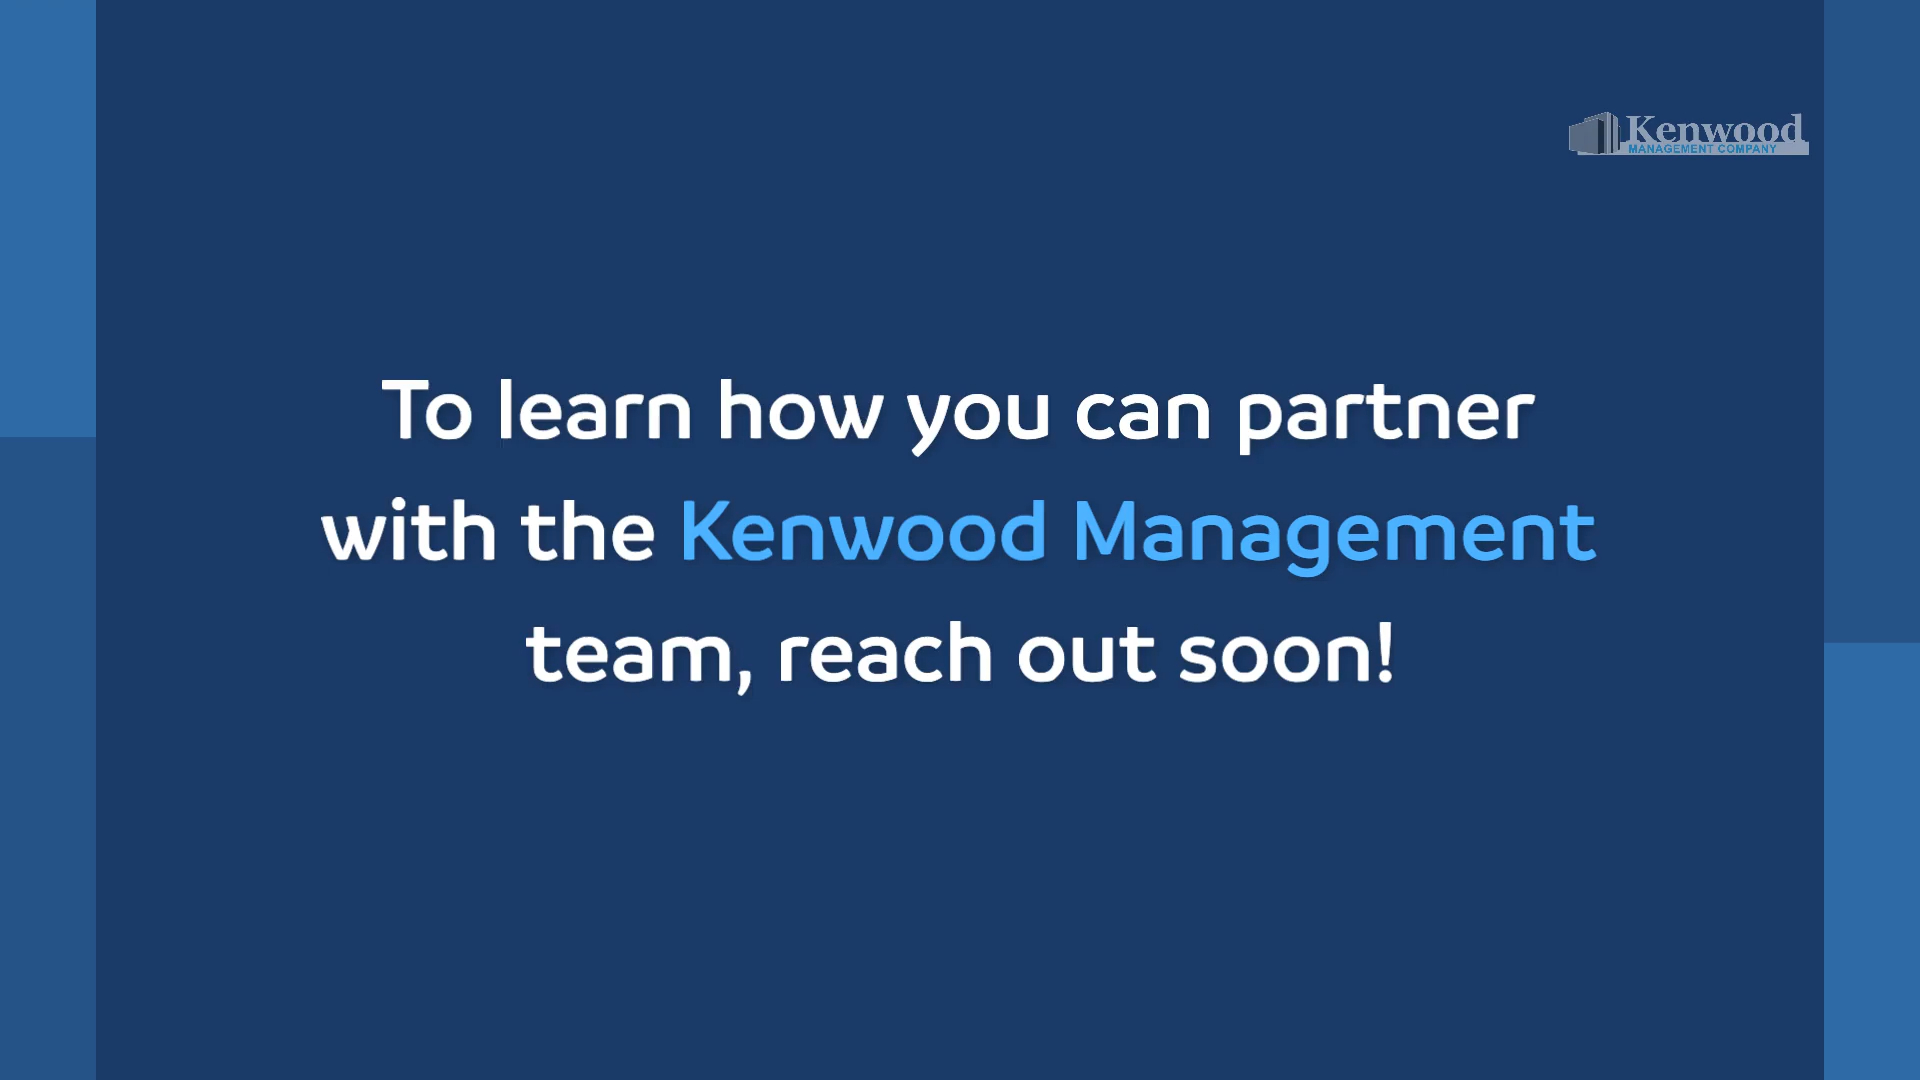 Kenwood
MANAGEMENT COMPANY
To learn how you can partner
with the Kenwood Management
team, reach out soon!